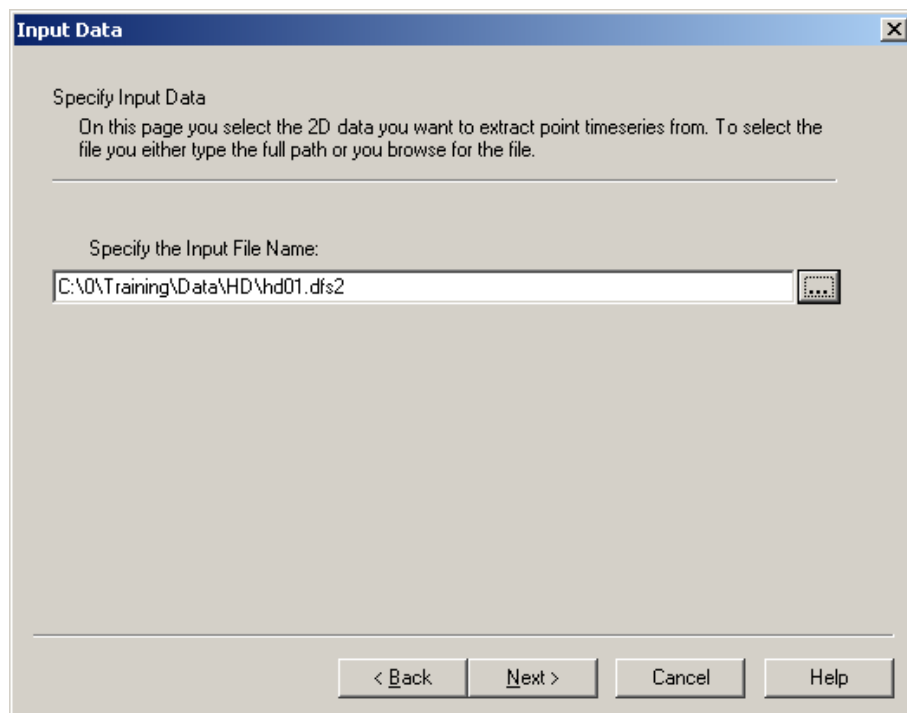 Input Data
Specify Input Data
On this page you select the 2D data you want to extract point timeseries from. To select the
file you either type the full path or you browse for the file.
Specify the Input File Name:
C:\0\Training\Data\HD\hd01.dfs2
...
< Back
Next >
Cancel
Help